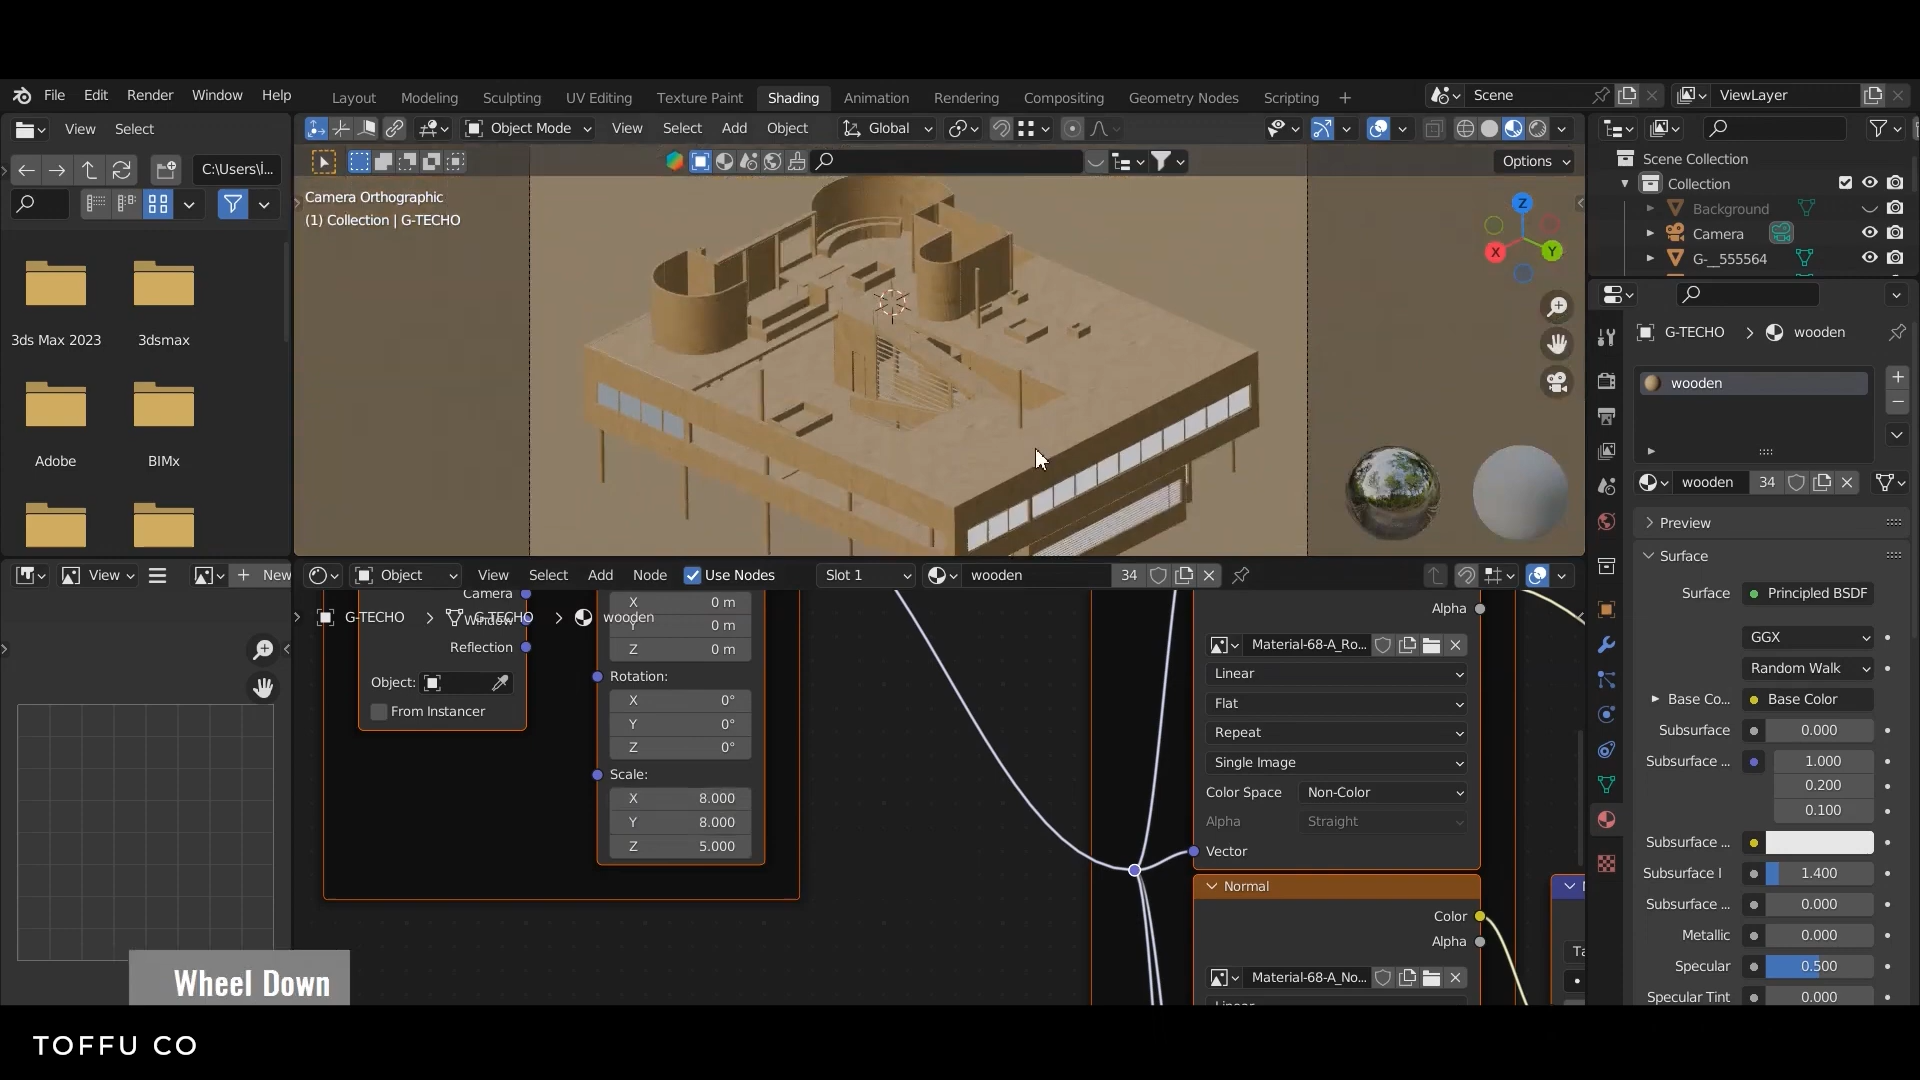 File Edit Render Window Help
Layout Modeling Sculpting UV Editing Texture Paint Shading Animation Rendering Compositing Geometry Nodes Scripting +
Scene
ViewLayer
View Select
Object Mode View Select Add Object Global
C:\Users\İ...
Options
Camera Orthographic
(1) Collection | G-TECHO
Z
X
Y
3ds Max 2023
3dsmax
Adobe
BIMx
Scene Collection
Collection
Background
Camera
G-__555564
G-TECHO > wooden
wooden
wooden 34
Preview
Surface
Surface Principled BSDF
GGX
Random Walk
Base Co... Base Color
Subsurface 0.000
Subsurface ... 1.000
0.200
0.100
Subsurface ...
Subsurface I 1.400
Subsurface ... 0.000
Metallic 0.000
Specular 0.500
Specular Tint 0.000
View + New
Object View Select Add Node Use Nodes Slot 1 wooden 34
G-TECHO > G-TECHO > wooden
Camera
Window
Reflection
Object:
From Instancer
X 0 m
Y 0 m
Z 0 m
Rotation:
X 0°
Y 0°
Z 0°
Scale:
X 8.000
Y 8.000
Z 5.000
Alpha
Material-68-A_Ro...
Linear
Flat
Repeat
Single Image
Color Space Non-Color
Alpha Straight
Vector
Normal
Color
Alpha
Material-68-A_No...
Linear
Wheel Down
TOFFU CO